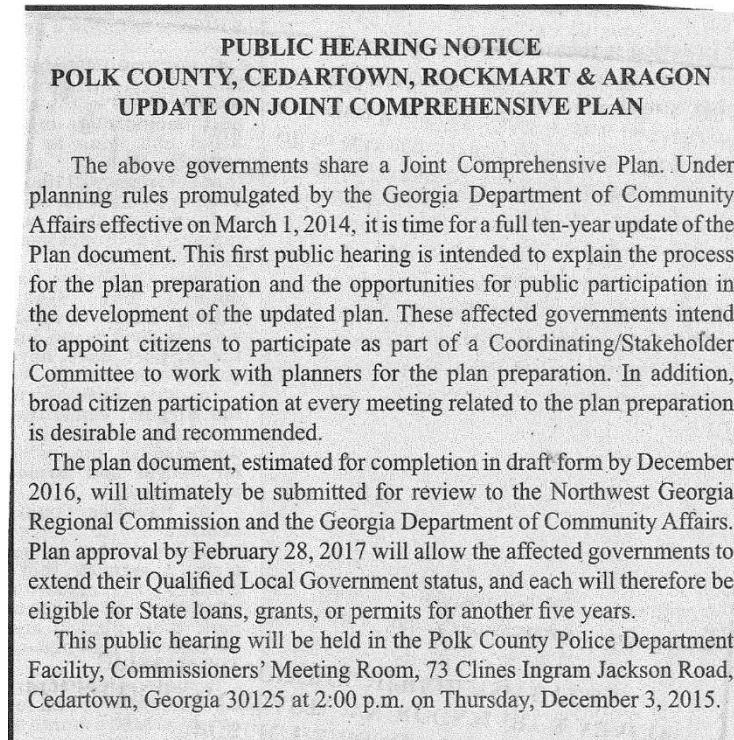 PUBLIC HEARING NOTICE
POLK COUNTY, CEDARTOWN, ROCKMART & ARAGON
UPDATE ON JOINT COMPREHENSIVE PLAN
The above governments share a Joint Comprehensive Plan. Under
planning rules promulgated by the Georgia Department of Community
Affairs effective on March 1, 2014, it is time for a full ten-year update of the
Plan document. This first public hearing is intended to explain the process
for the plan preparation and the opportunities for public participation in
the development of the updated plan. These affected governments intend
to appoint citizens to participate as part of a Coordinating/Stakeholder
Committee to work with planners for the plan preparation. In addition,
broad citizen participation at every meeting related to the plan preparation
is desirable and recommended.
The plan document, estimated for completion in draft form by December
2016, will ultimately be submitted for review to the Northwest Georgia
Regional Commission and the Georgia Department of Community Affairs.
Plan approval by February 28, 2017 will allow the affected governments to
extend their Qualified Local Government status, and each will therefore be
eligible for State loans, grants, or permits for another five years.
This public hearing will be held in the Polk County Police Department
Facility, Commissioners' Meeting Room, 73 Clines Ingram Jackson Road,
Cedartown, Georgia 30125 at 2:00 p.m. on Thursday, December 3, 2015.